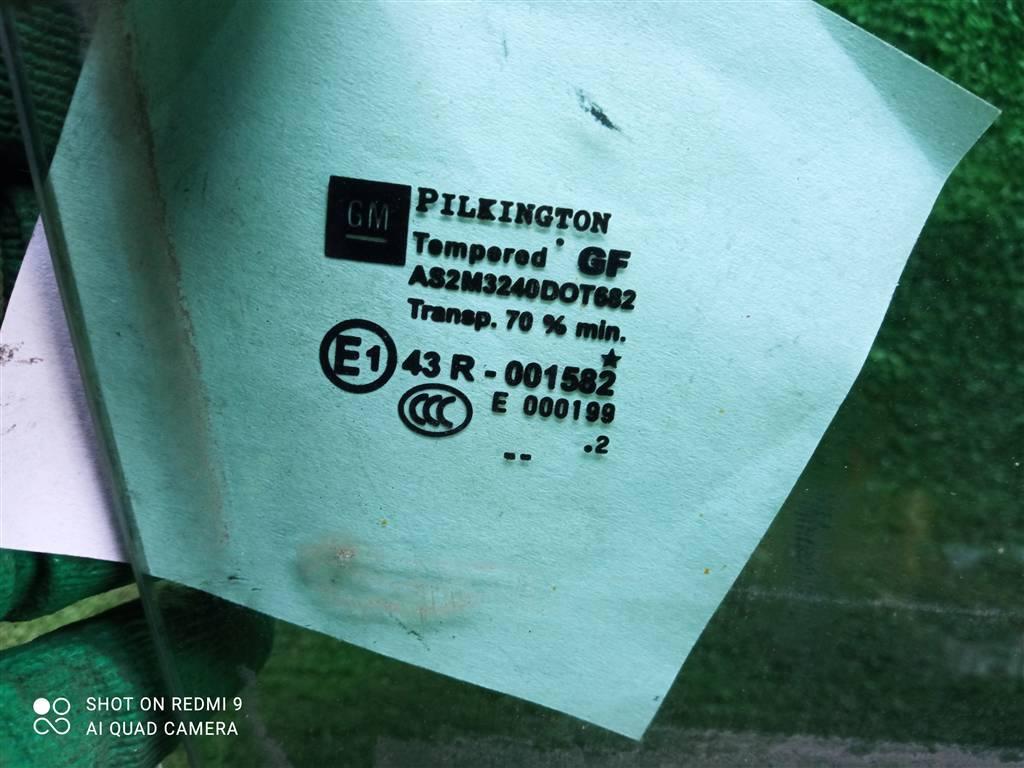 GM
PILKINGTON
Tempered GF
AS2M3240DOT682
Transp. 70 % min.
E1 43 R - 001582
CCC E 000199
-- .2
SHOT ON REDMI 9
AI QUAD CAMERA